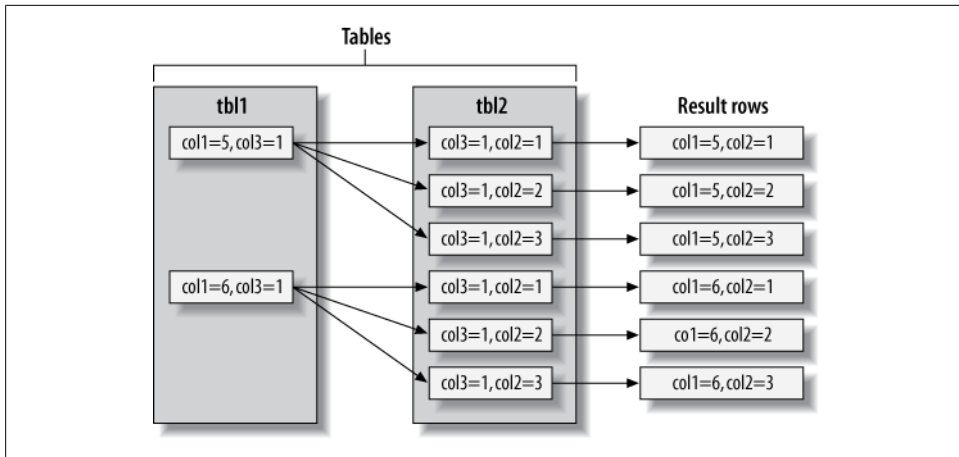 Tables
tbl1
tbl2
Result rows
col1=5, col3=1
col3=1, col2=1
col1=5, col2=1
col3=1, col2=2
col1=5, col2=2
col3=1, col2=3
col1=5, col2=3
col1=6, col3=1
col3=1, col2=1
col1=6, col2=1
col3=1, col2=2
co1=6, col2=2
col3=1, col2=3
col1=6, col2=3